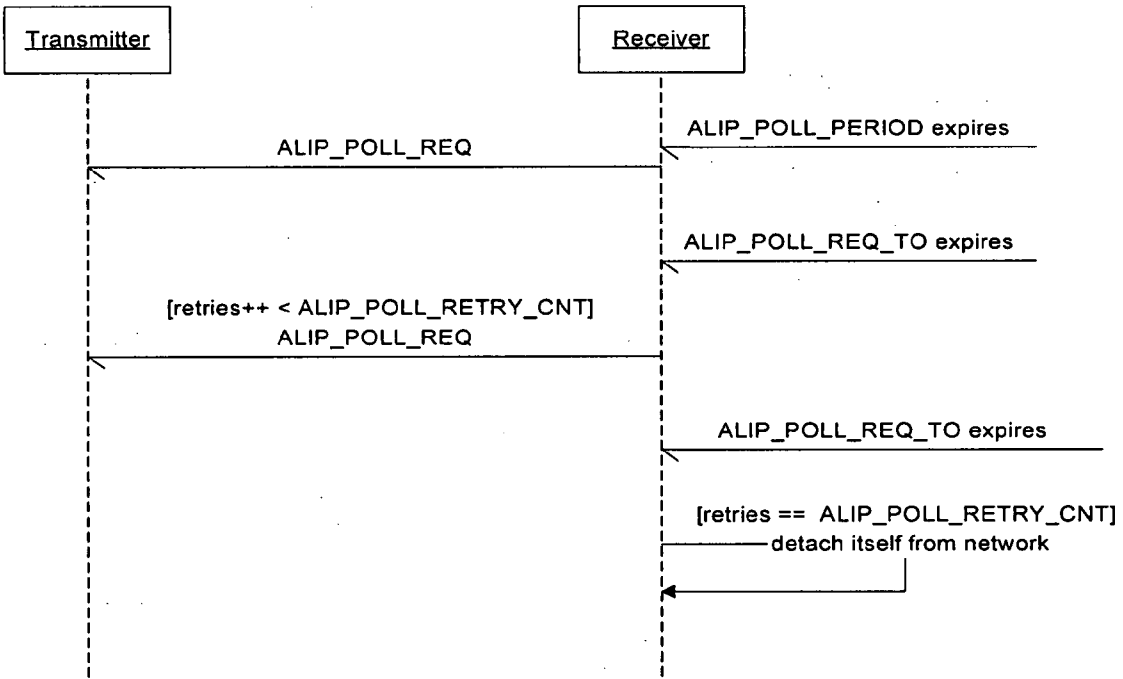 Transmitter
Receiver
ALIP_POLL_PERIOD expires
ALIP_POLL_REQ
ALIP_POLL_REQ_TO expires
[retries++ < ALIP_POLL_RETRY_CNT]
ALIP_POLL_REQ
ALIP_POLL_REQ_TO expires
[retries == ALIP_POLL_RETRY_CNT]
detach itself from network